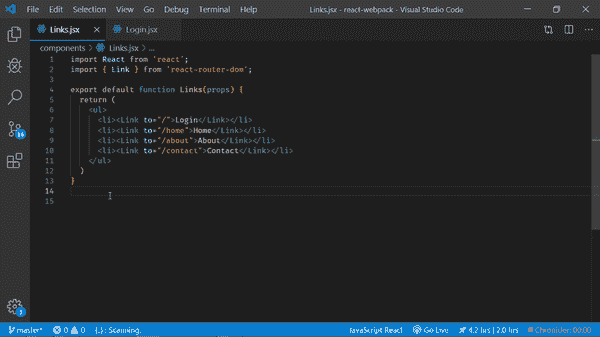 File Edit Selection View Go Debug Terminal Help Links.jsx - react-webpack - Visual Studio Code
Links.jsx Login.jsx
components > Links.jsx > ...
1 import React from 'react';
2 import { Link } from 'react-router-dom';
3
4 export default function Links(props) {
5 return (
6 <ul>
7 <li><Link to="/">Login</Link></li>
8 <li><Link to="/home">Home</Link></li>
9 <li><Link to="/about">About</Link></li>
10 <li><Link to="/contact">Contact</Link></li>
11 </ul>
12 )
13 }
14
15
master* 0 0 {..}: Scanning. JavaScript React Go Live 4.2 hrs | 2.0 hrs Chronicler: 00:00